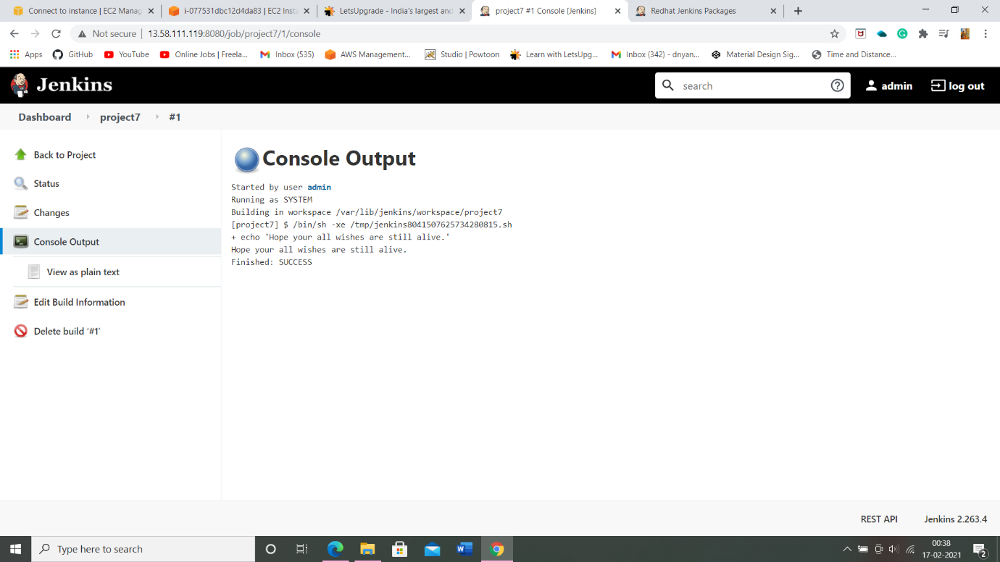 Connect to instance | EC2 Manag
i-077531dbc12d4da83 | EC2 Insta
LetsUpgrade - India's largest and
project7 #1 Console [Jenkins]
Redhat Jenkins Packages
Not secure | 13.58.111.119:8080/job/project7/1/console
Apps GitHub YouTube Online Jobs | Freela... Inbox (535) AWS Management... Studio | Powtoon Learn with LetsUpg... Inbox (342) - dnyan... Material Design Sig... Time and Distance...
Jenkins
search
admin
log out
Dashboard project7 #1
Back to Project
Status
Changes
Console Output
View as plain text
Edit Build Information
Delete build '#1'
Console Output
Started by user admin
Running as SYSTEM
Building in workspace /var/lib/jenkins/workspace/project7
[project7] $ /bin/sh -xe /tmp/jenkins8041507625734280815.sh
+ echo 'Hope your all wishes are still alive.'
Hope your all wishes are still alive.
Finished: SUCCESS
REST API Jenkins 2.263.4
Type here to search
00:38
17-02-2021
2